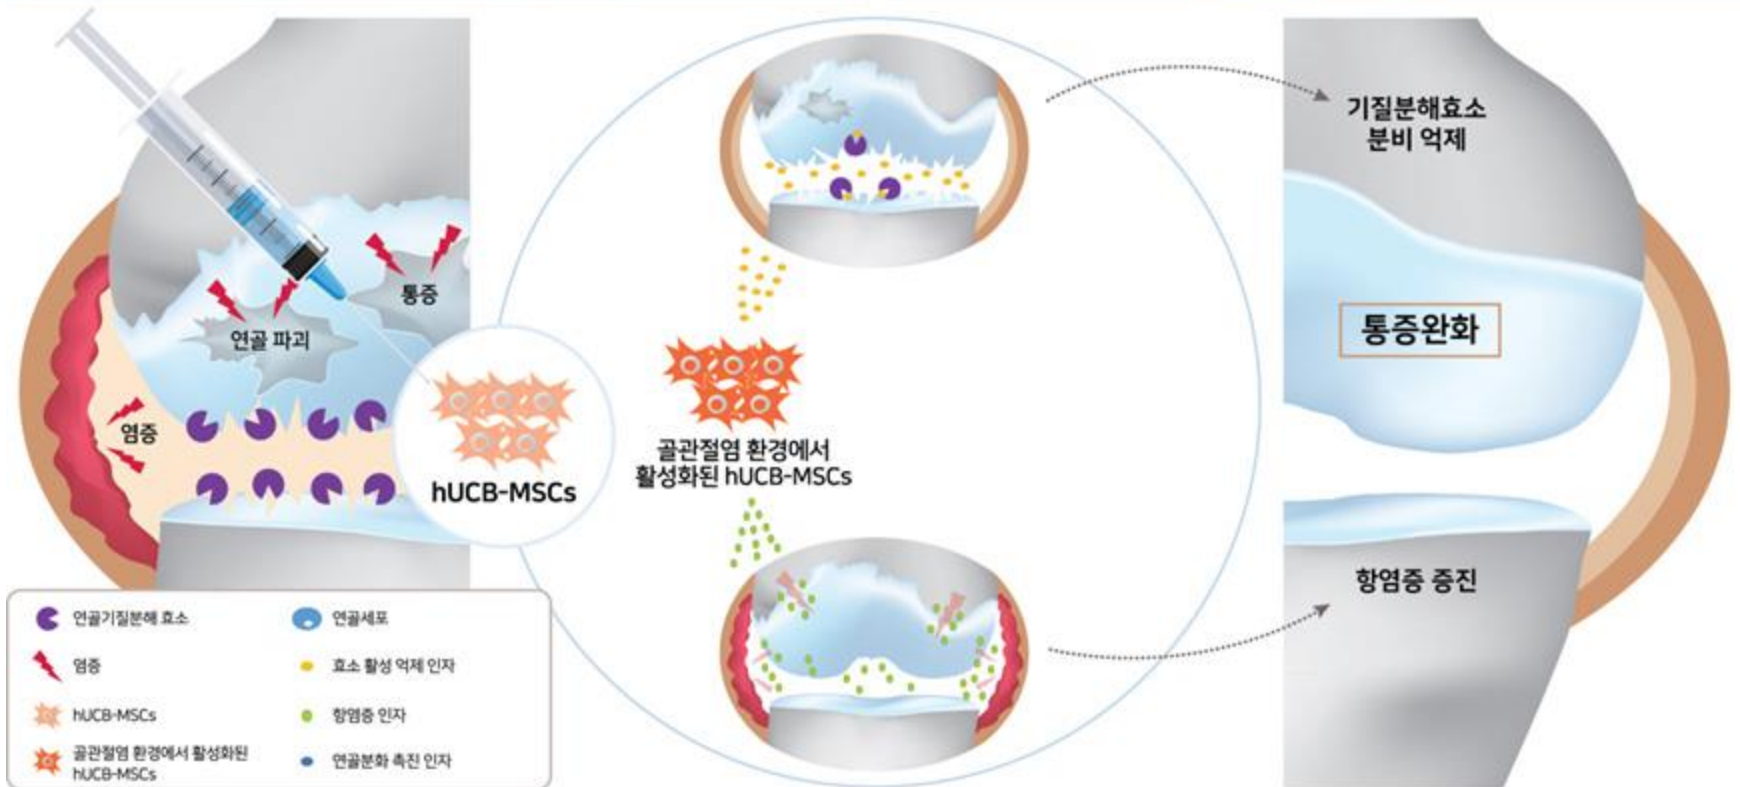 통증
연골 파괴
염증
hUCB-MSCs
골관절염 환경에서
활성화된 hUCB-MSCs
기질분해효소
분비 억제
통증완화
항염증 증진
연골기질분해 효소
연골세포
염증
효소 활성 억제 인자
hUCB-MSCs
항염증 인자
골관절염 환경에서 활성화된
hUCB-MSCs
연골분화 촉진 인자